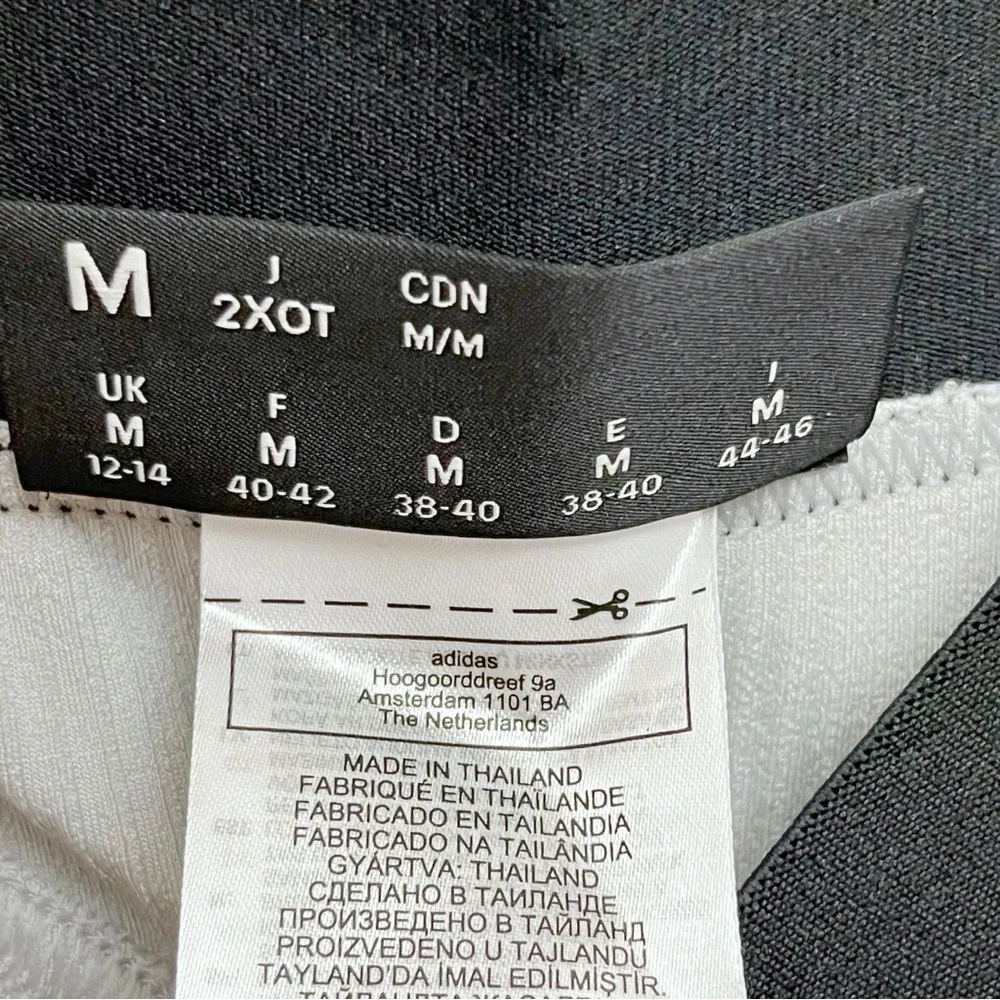 M
J
2XOT
CDN
M/M
UK
M
12-14
F
M
40-42
D
M
38-40
E
M
38-40
I
M
44-46
adidas
Hoogoorddreef 9a
Amsterdam 1101 BA
The Netherlands
MADE IN THAILAND
FABRIQUÉ EN THAÏLANDE
FABRICADO EN TAILANDIA
FABRICADO NA TAILÂNDIA
GYÁRTVA: THAILAND
СДЕЛАНО В ТАИЛАНДЕ
ПРОИЗВЕДЕНО В ТАЙЛАНД
PROIZVEDENO U TAJLANDU
TAYLAND'DA İMAL EDİLMİŞTİR.